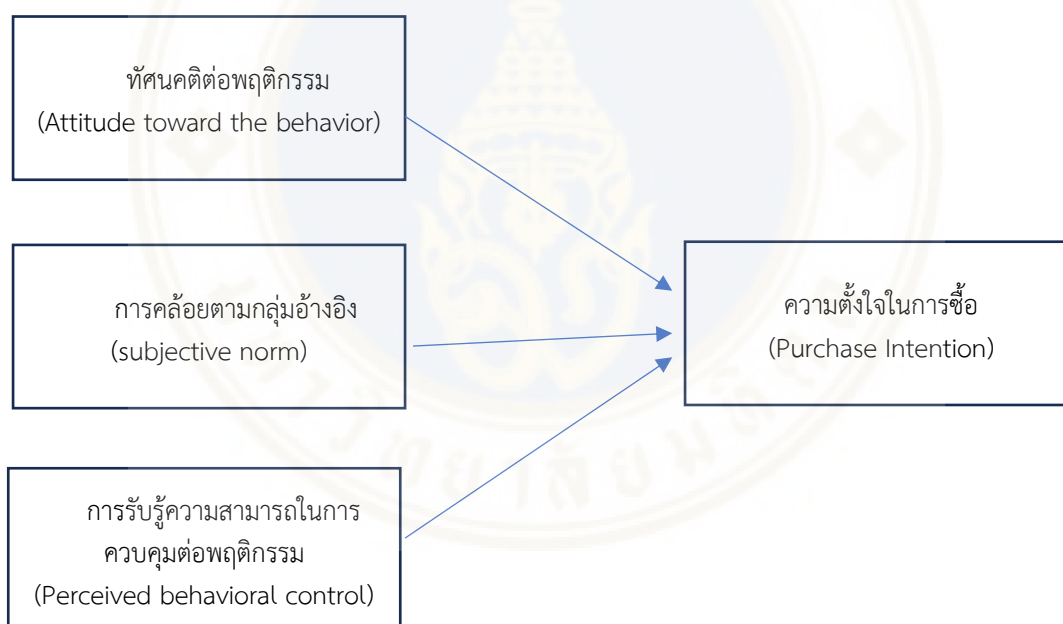 ทัศนคติต่อพฤติกรรม
(Attitude toward the behavior)
การคล้อยตามกลุ่มอ้างอิง
(subjective norm)
การรับรู้ความสามารถในการ
ควบคุมต่อพฤติกรรม
(Perceived behavioral control)
ความตั้งใจในการซื้อ
(Purchase Intention)